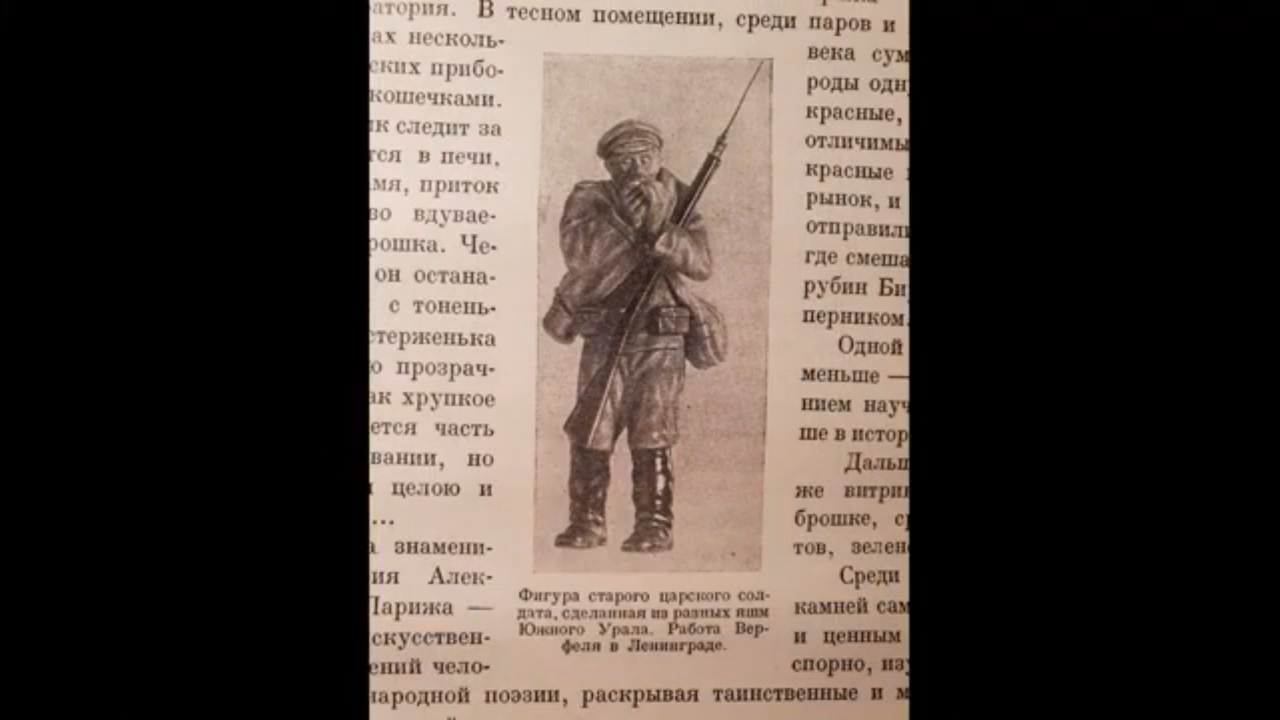 атория. В тесном помещении, среди паров и
ах несколь-
ских прибо-
кошечками.
ик следит за
тся в печи,
мя, приток
во вдувае-
рошка. Че-
он остана-
с тонень-
стерженька
ю прозрач-
ак хрупкое
ется часть
вании, но
целою и
...
а знамени-
ия Алек-
Парижа —
скусствен-
ений чело-
Фигура старого царского сол-
дата, сделанная из разных яшм
Южного Урала. Работа Вер-
феля в Ленинграде.
века сум
роды одн
красные,
отличимы
красные
рынок, и
отправил
где смеша
рубин Би
перником.
Одной
меньше —
нием науч
ше в истор
Дальш
же витрин
брошке, ср
тов, зелен
Среди
камней сам
и ценным
спорно, изу
народной поэзии, раскрывая таинственные и м